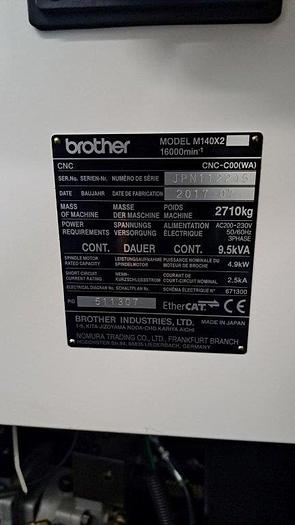 brother
MODEL M140X2
16000min-1
CNC CNC-C00(WA)
SER.No. SERIEN-Nr. NUMÉRO DE SÉRIE
DATE BAUJAHR DATE DE FABRICATION
MASS OF MACHINE MASSE DER MASCHINE POIDS 2710kg
POWER REQUIREMENTS SPANNUNGS VERSORGUNG ALIMENTATION ÉLECTRIQUE AC200~230V 50/60Hz 3PHASE
CONT. DAUER CONT. 9.5kVA
SPINDLE MOTOR RATED CAPACITY LEISTUNGSAUFNAHME SPINDELMOTOR PUISSANCE NOMINALE DU MOTEUR DE BROCHE 4.9kW
SHORT CIRCUIT CURRENT RATING COURANT DE COURT-CIRCUIT NOMINAL 2,5kA
ELECTRICAL DIAGRAM No. SCHALTPLAN Nr. SCHÉMA ÉLECTRIQUE N° 671300
511397
EtherCAT.
BROTHER INDUSTRIES, LTD. MADE IN JAPAN
NOMURA TRADING CO., LTD. FRANKFURT BRANCH
LIEDERBACH, GERMANY